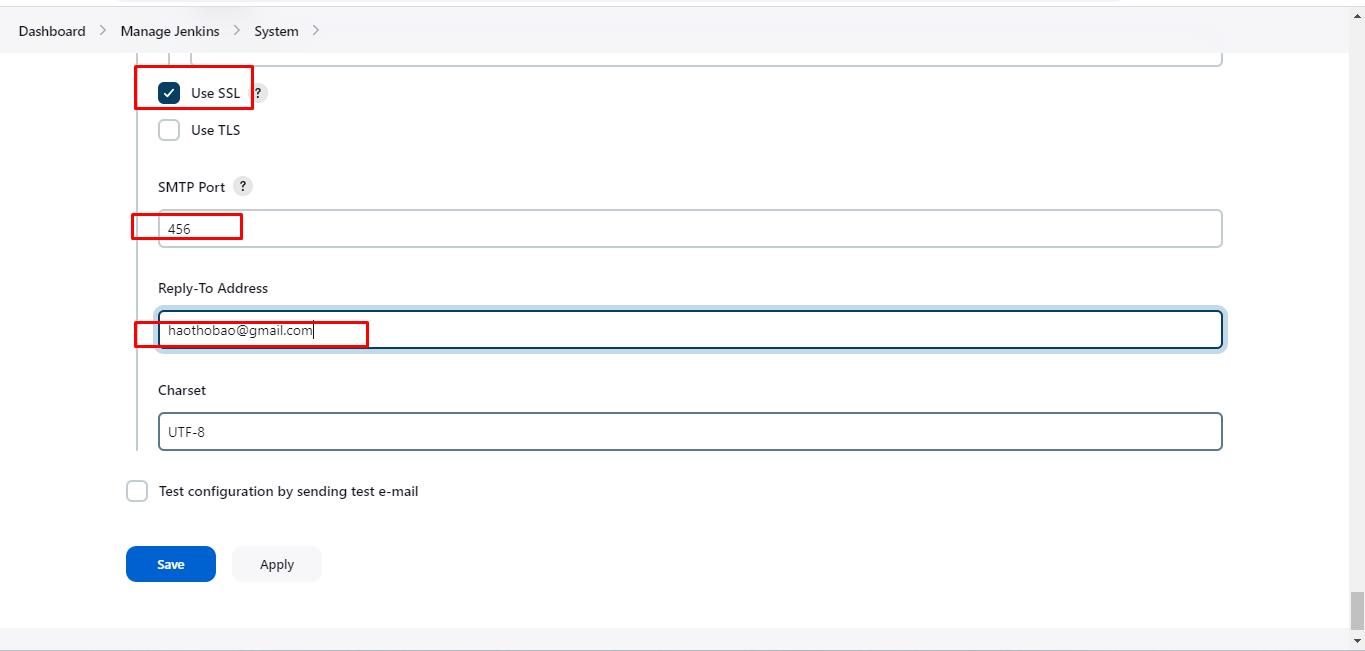 Dashboard > Manage Jenkins > System >
Use SSL ?
Use TLS
SMTP Port ?
456
Reply-To Address
haothobao@gmail.com
Charset
UTF-8
Test configuration by sending test e-mail
Save Apply